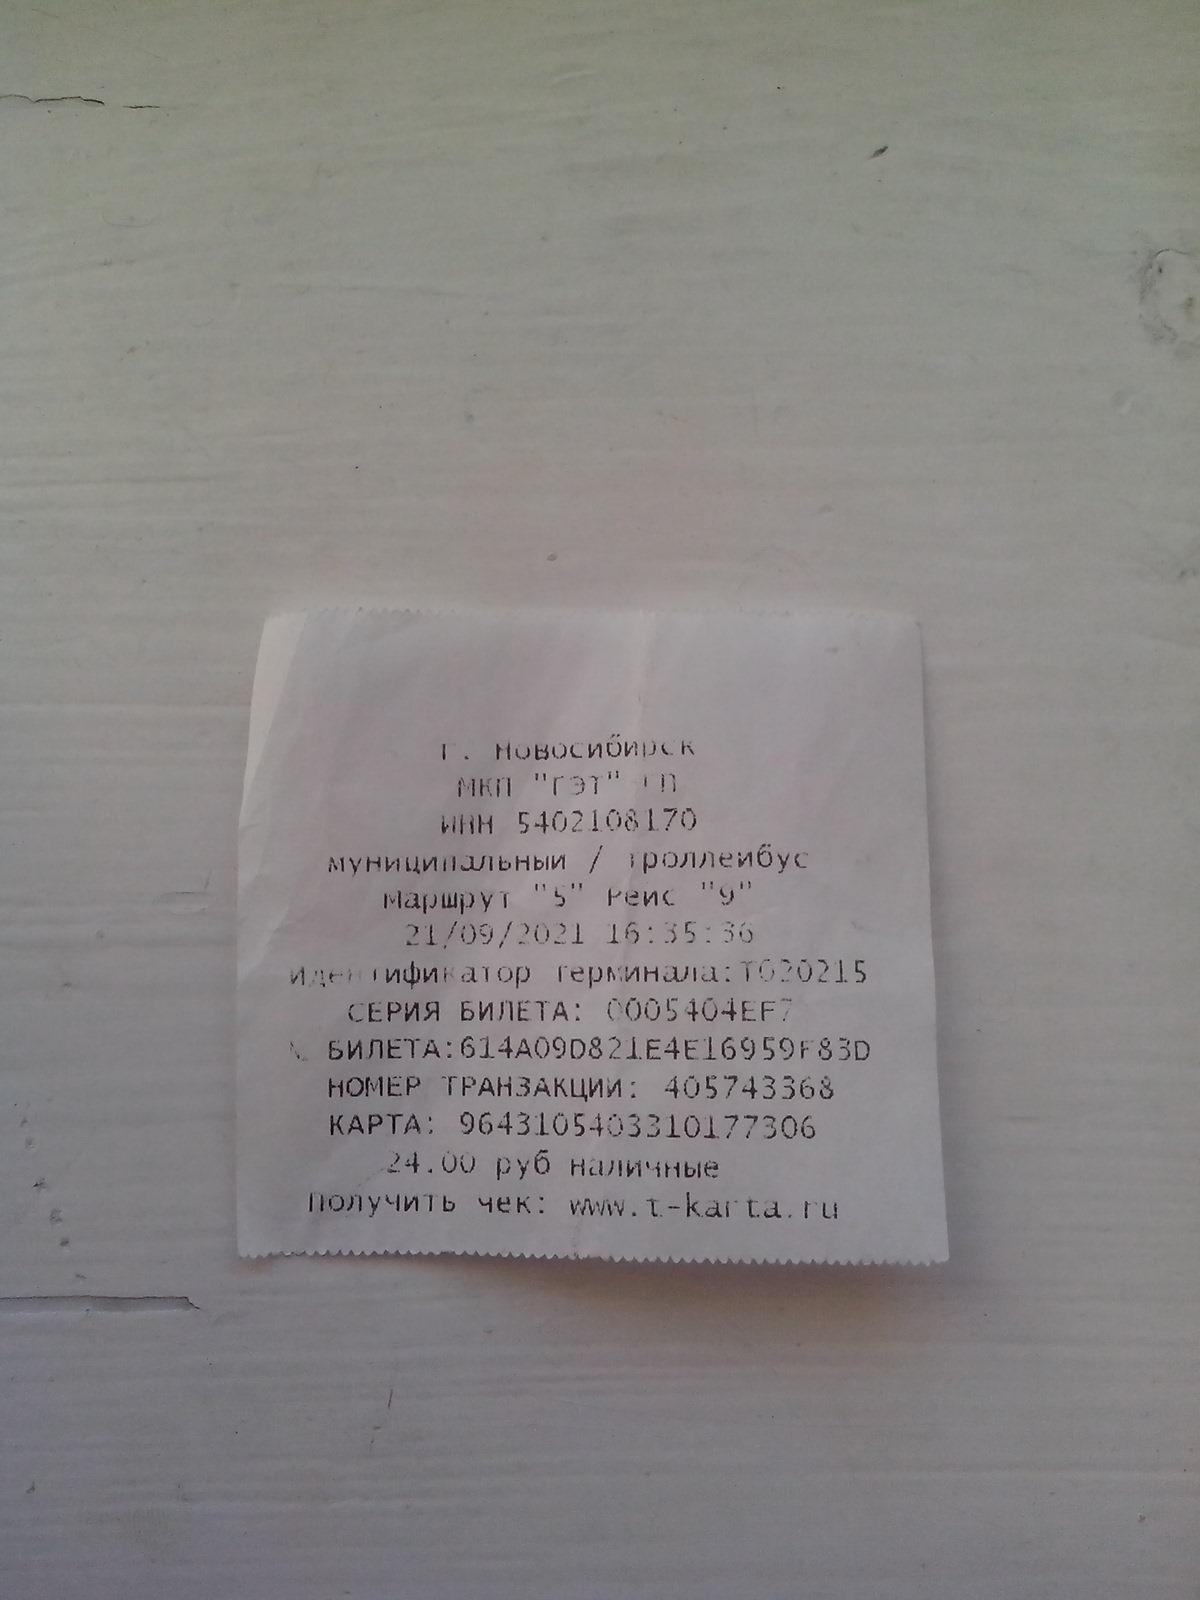 г. Новосибирск
МКП "ГЭТ"
ИНН 5402108170
муниципальный / троллейбус
Маршрут "5" Рейс "9"
21/09/2021 16:35:36
Идентификатор терминала:T020215
СЕРИЯ БИЛЕТА: 0005404EF7
БИЛЕТА:614A09D821E4E16959F83D
НОМЕР ТРАНЗАКЦИИ: 405743368
КАРТА: 9643105403310177306
24.00 руб наличные
Получить чек: www.t-karta.ru